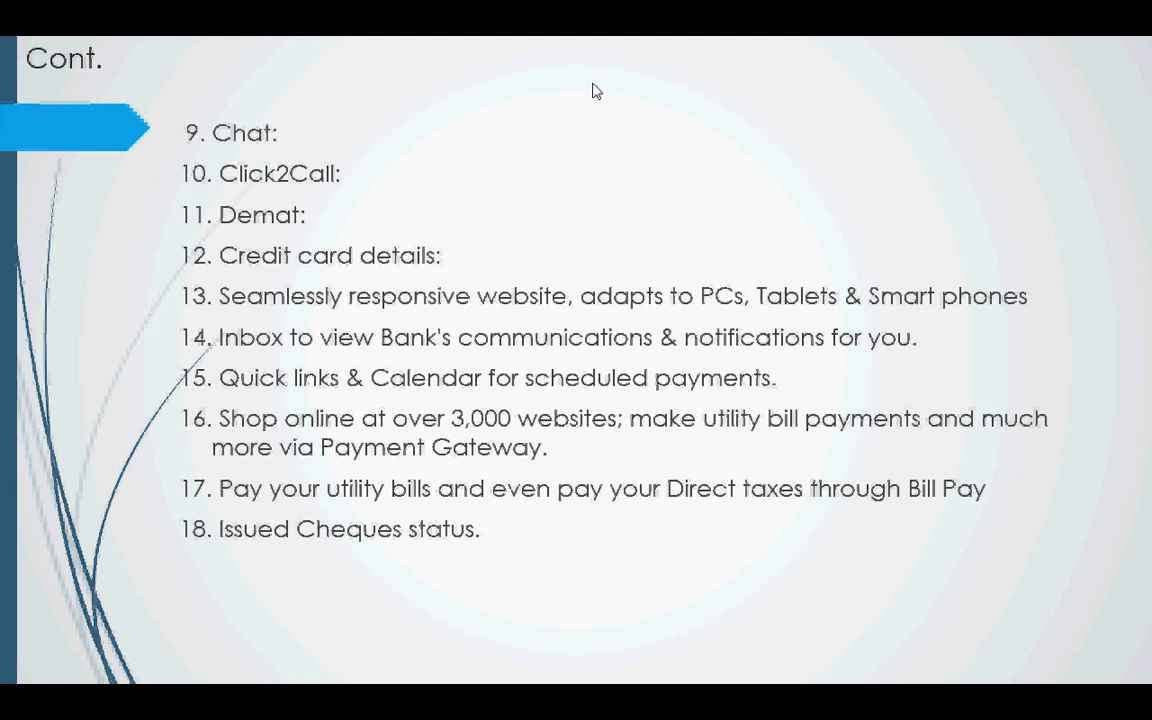 Cont.
9. Chat:
10. Click2Call:
11. Demat:
12. Credit card details:
13. Seamlessly responsive website, adapts to PCs, Tablets & Smart phones
14. Inbox to view Bank's communications & notifications for you.
15. Quick links & Calendar for scheduled payments.
16. Shop online at over 3,000 websites; make utility bill payments and much
more via Payment Gateway.
17. Pay your utility bills and even pay your Direct taxes through Bill Pay
18. Issued Cheques status.